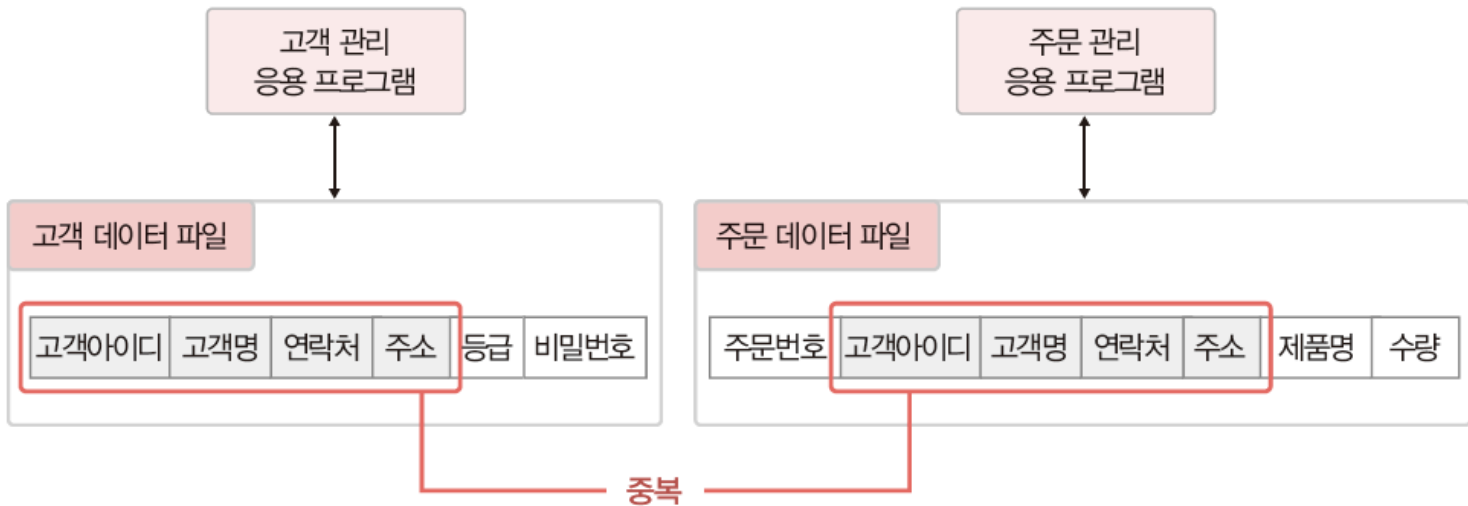 고객 관리
응용 프로그램
주문 관리
응용 프로그램
고객 데이터 파일
고객아이디 고객명 연락처 주소 등급 비밀번호
주문 데이터 파일
주문번호 고객아이디 고객명 연락처 주소 제품명 수량
중복